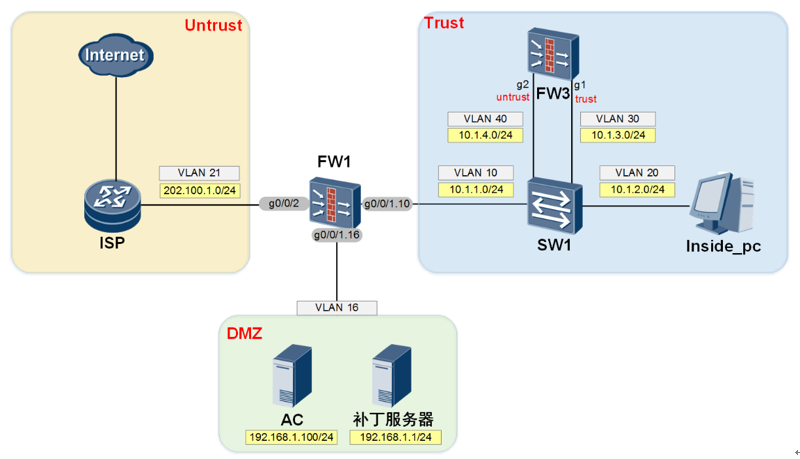 Untrust
Internet
VLAN 21
202.100.1.0/24
ISP
FW1
g0/0/2
g0/0/1.10
g0/0/1.16
Trust
FW3
g2
untrust
g1
trust
VLAN 40
10.1.4.0/24
VLAN 30
10.1.3.0/24
VLAN 10
10.1.1.0/24
VLAN 20
10.1.2.0/24
SW1
Inside_pc
VLAN 16
DMZ
AC
192.168.1.100/24
补丁服务器
192.168.1.1/24